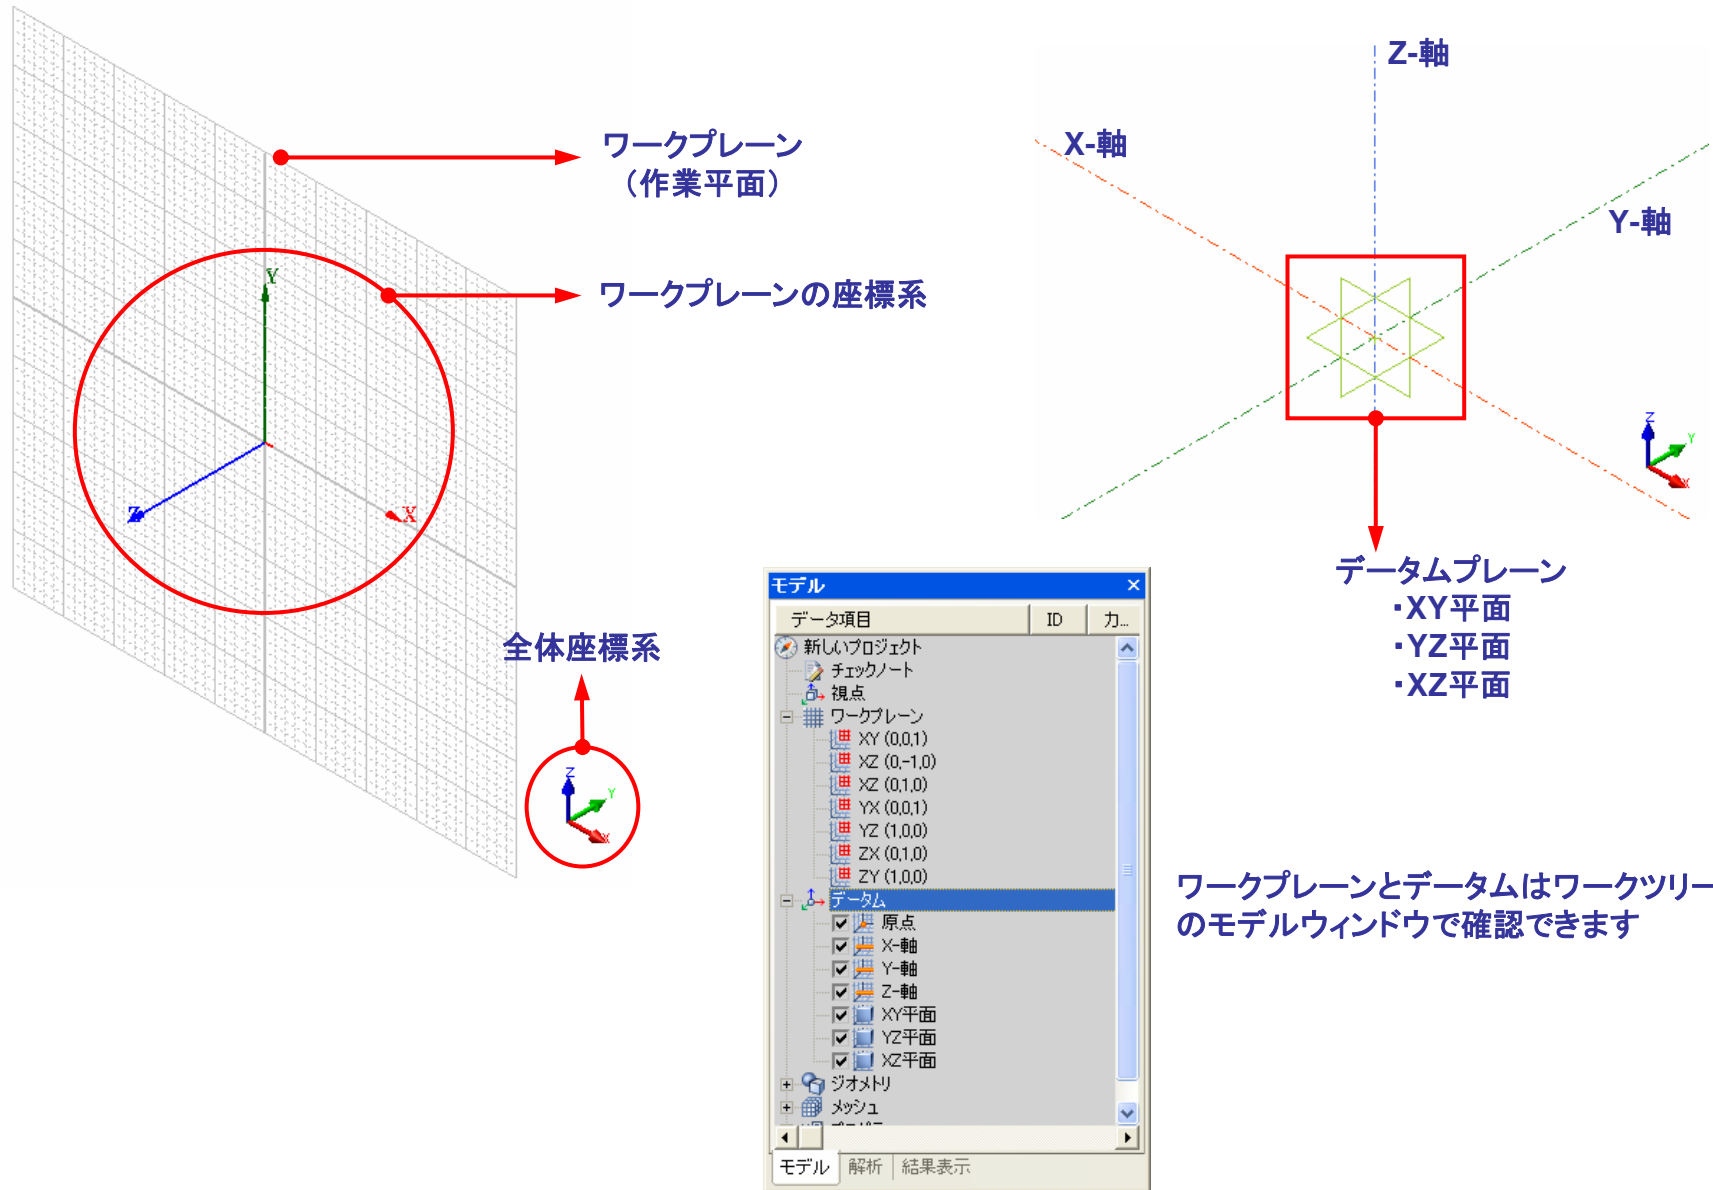 ワークプレーン
（作業平面）
Y
ワークプレーンの座標系
Z
X
全体座標系
Z
Y
X
Z-軸
X-軸
Y-軸
Z
Y
X
データムプレーン
・XY平面
・YZ平面
・XZ平面
モデル
データ項目 ID カ...
新しいプロジェクト
チェックノート
視点
ワークプレーン
XY (0,0,1)
XZ (0,-1,0)
XZ (0,1,0)
YX (0,0,1)
YZ (1,0,0)
ZX (0,1,0)
ZY (1,0,0)
データム
原点
X-軸
Y-軸
Z-軸
XY平面
YZ平面
XZ平面
ジオメトリ
メッシュ
モデル 解析 結果表示
ワークプレーンとデータムはワークツリー
のモデルウィンドウで確認できます